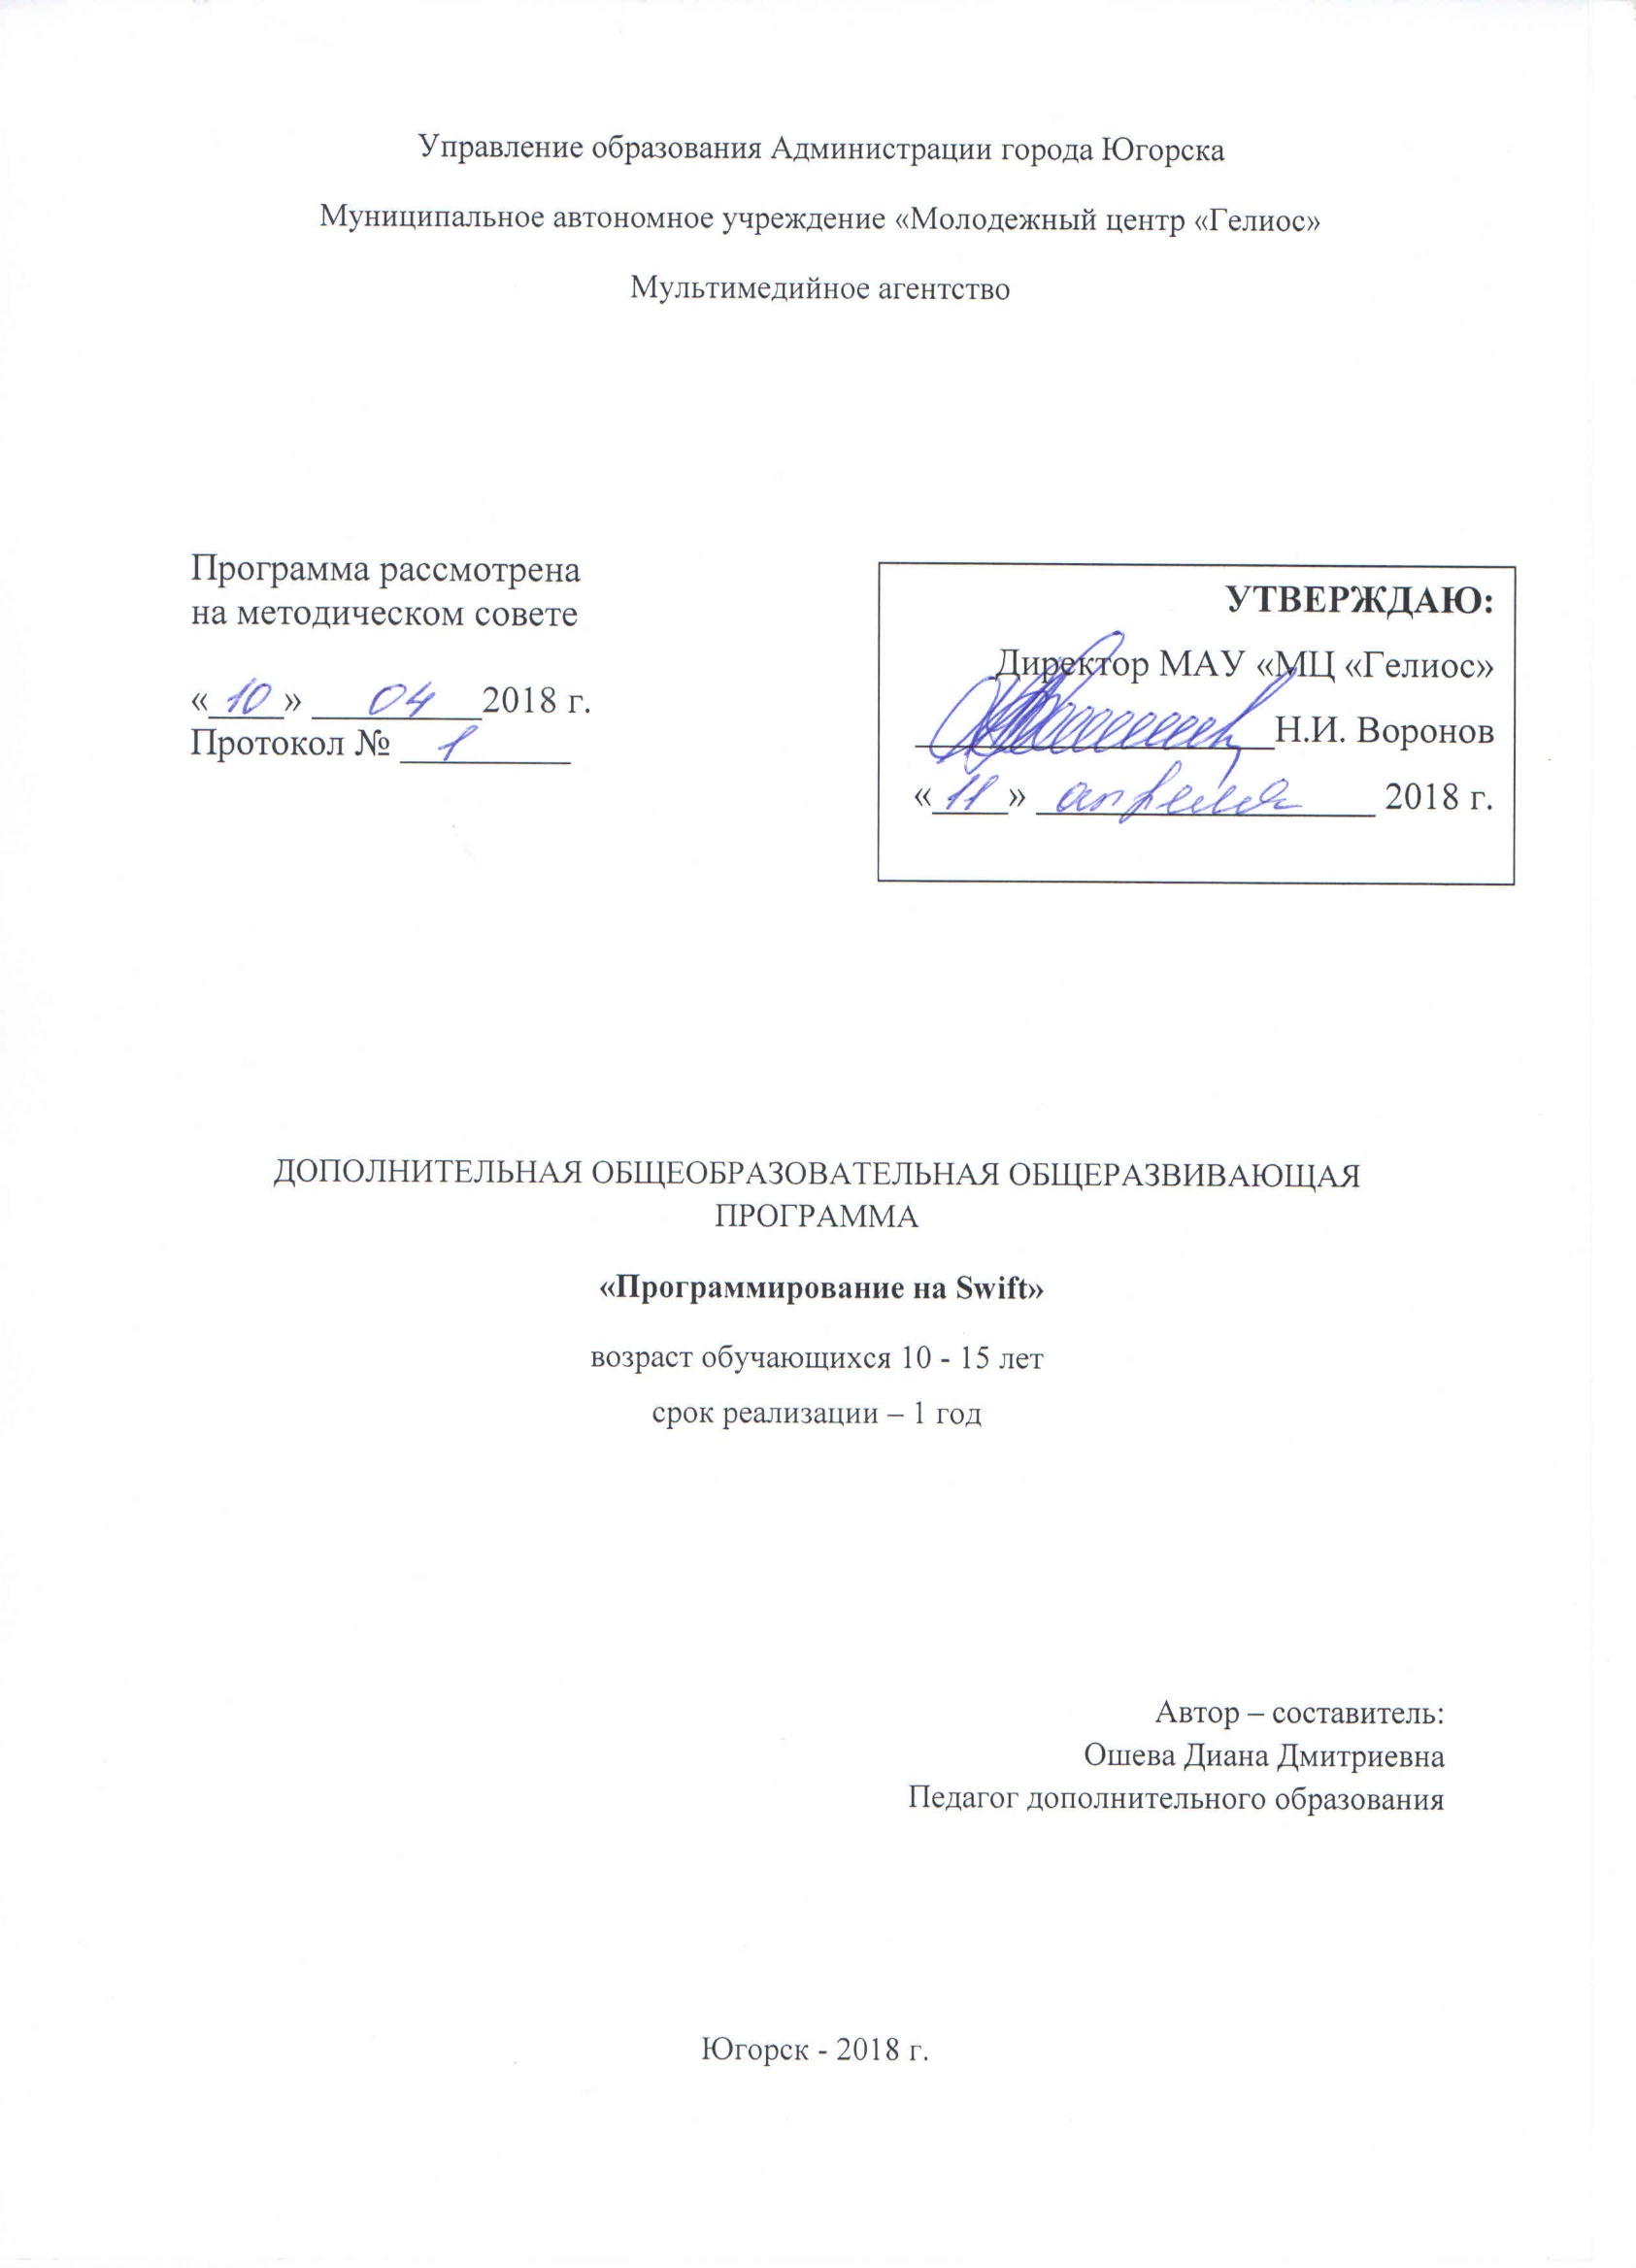 Управление образования Администрации города Югорска
Муниципальное автономное учреждение «Молодежный центр «Гелиос»
Мультимедийное агентство
Программа рассмотрена
на методическом совете
«10» 04 2018 г.
Протокол № 1
УТВЕРЖДАЮ:
Директор МАУ «МЦ «Гелиос»
Н.И. Воронов
«11» апреля 2018 г.
ДОПОЛНИТЕЛЬНАЯ ОБЩЕОБРАЗОВАТЕЛЬНАЯ ОБЩЕРАЗВИВАЮЩАЯ
ПРОГРАММА
«Программирование на Swift»
возраст обучающихся 10 - 15 лет
срок реализации – 1 год
Автор – составитель:
Ошева Диана Дмитриевна
Педагог дополнительного образования
Югорск - 2018 г.